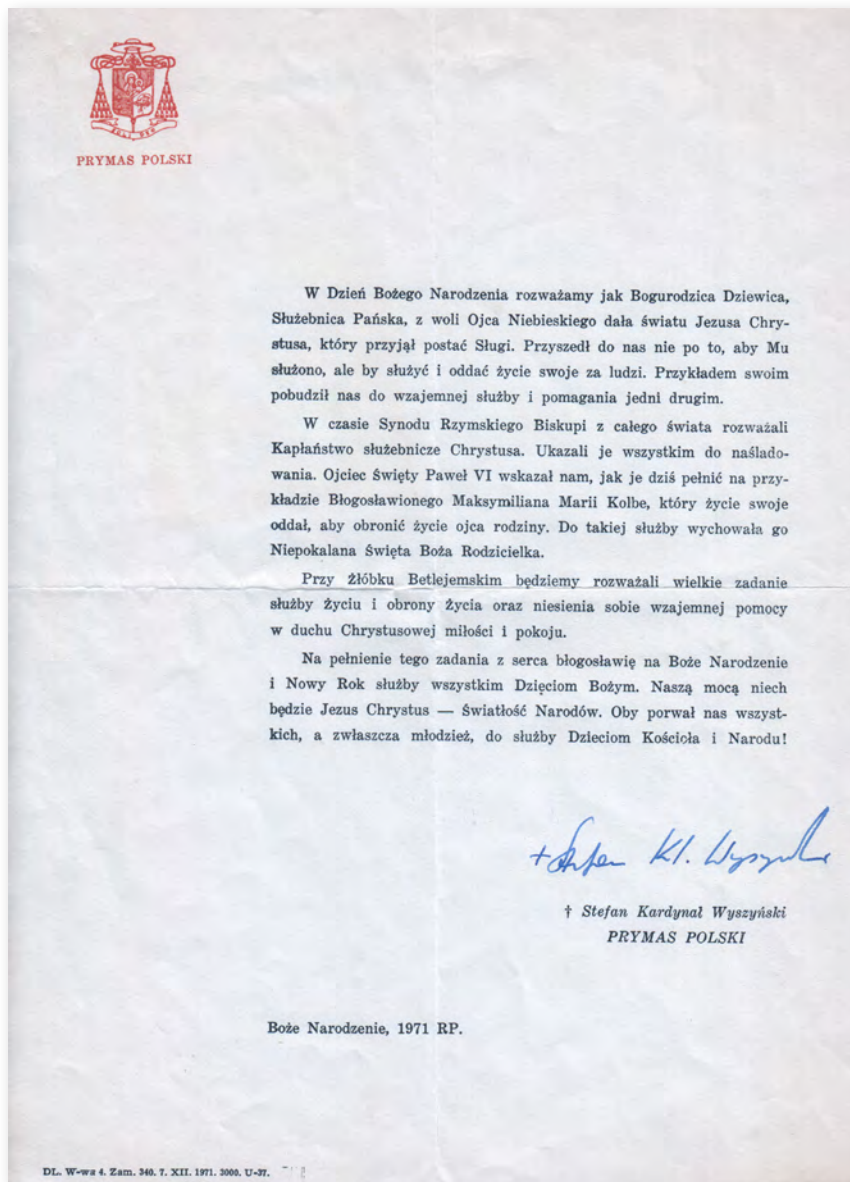 SOLI DEO
PRYMAS POLSKI
W Dzień Bożego Narodzenia rozważamy jak Bogurodzica Dziewica,
Służebnica Pańska, z woli Ojca Niebieskiego dała światu Jezusa Chry-
stusa, który przyjął postać Sługi. Przyszedł do nas nie po to, aby Mu
służono, ale by służyć i oddać życie swoje za ludzi. Przykładem swoim
pobudził nas do wzajemnej służby i pomagania jedni drugim.
W czasie Synodu Rzymskiego Biskupi z całego świata rozważali
Kapłaństwo służebnicze Chrystusa. Ukazali je wszystkim do naślado-
wania. Ojciec Święty Paweł VI wskazał nam, jak je dziś pełnić na przy-
kładzie Błogosławionego Maksymiliana Marii Kolbe, który życie swoje
oddał, aby obronić życie ojca rodziny. Do takiej służby wychowała go
Niepokalana Święta Boża Rodzicielka.
Przy Żłóbku Betlejemskim będziemy rozważali wielkie zadanie
służby Życiu i obrony Życia oraz niesienia sobie wzajemnej pomocy
w duchu Chrystusowej miłości i pokoju.
Na pełnienie tego zadania z serca błogosławię na Boże Narodzenie
i Nowy Rok służby wszystkim Dzięciom Bożym. Naszą mocą niech
będzie Jezus Chrystus — Światłość Narodów. Oby porwał nas wszyst-
kich, a zwłaszcza młodzież, do służby Dzieciom Kościoła i Narodu!
+ Stefan Kł. Wyszyński
† Stefan Kardynał Wyszyński
PRYMAS POLSKI
Boże Narodzenie, 1971 RP.
DL. W-wa 4. Zam. 340. 7. XII. 1971. 3000. U-37.